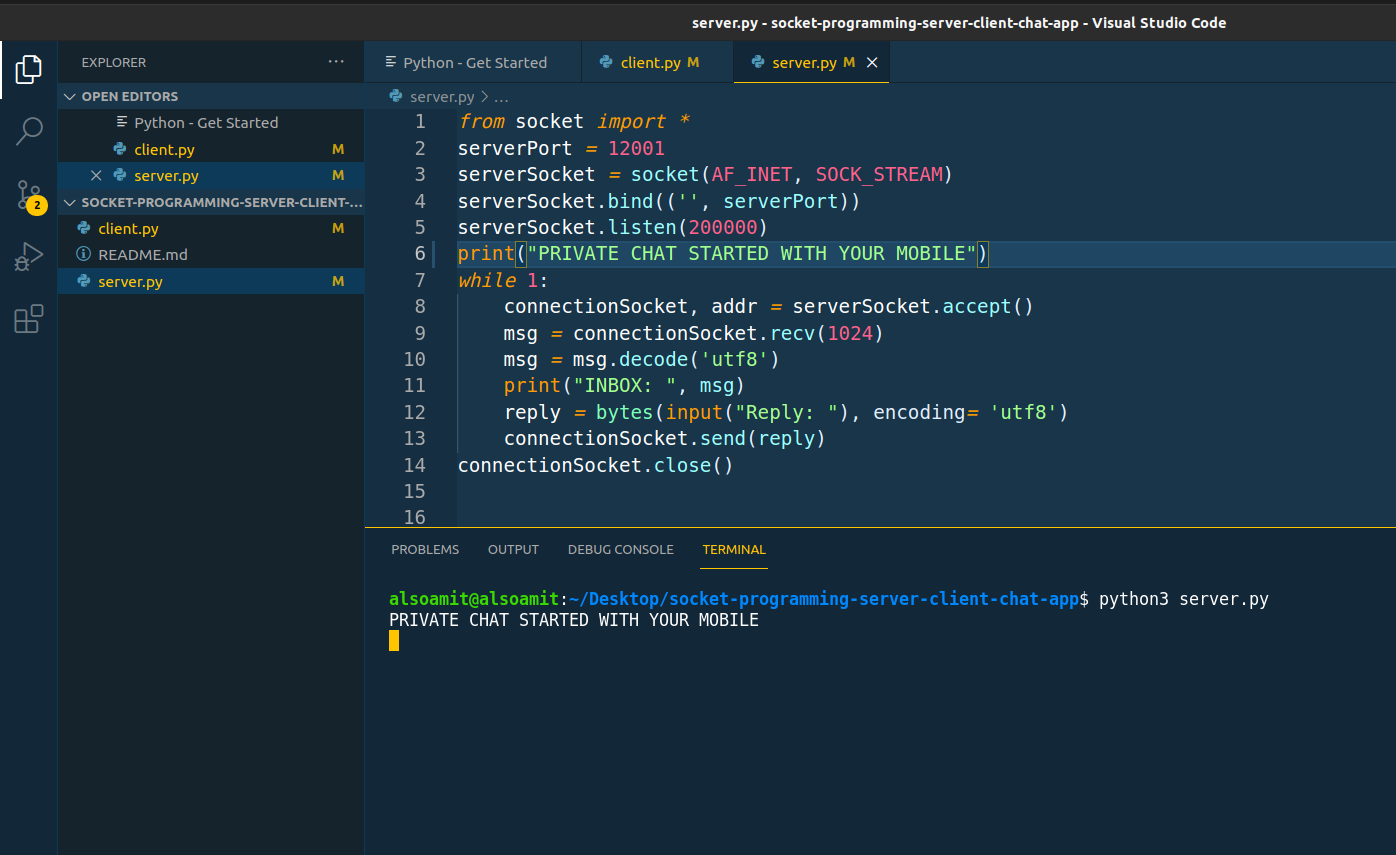 server.py - socket-programming-server-client-chat-app - Visual Studio Code
EXPLORER
···
OPEN EDITORS
Python - Get Started
client.py M
server.py M
SOCKET-PROGRAMMING-SERVER-CLIENT-...
client.py M
README.md
server.py M
2
Python - Get Started
client.py M
server.py M
server.py > ...
1 from socket import *
2 serverPort = 12001
3 serverSocket = socket(AF_INET, SOCK_STREAM)
4 serverSocket.bind(('', serverPort))
5 serverSocket.listen(200000)
6 print("PRIVATE CHAT STARTED WITH YOUR MOBILE")
7 while 1:
8     connectionSocket, addr = serverSocket.accept()
9     msg = connectionSocket.recv(1024)
10     msg = msg.decode('utf8')
11     print("INBOX: ", msg)
12     reply = bytes(input("Reply: "), encoding= 'utf8')
13     connectionSocket.send(reply)
14 connectionSocket.close()
15
16
PROBLEMS OUTPUT DEBUG CONSOLE TERMINAL
alsoamit@alsoamit:~/Desktop/socket-programming-server-client-chat-app$ python3 server.py
PRIVATE CHAT STARTED WITH YOUR MOBILE